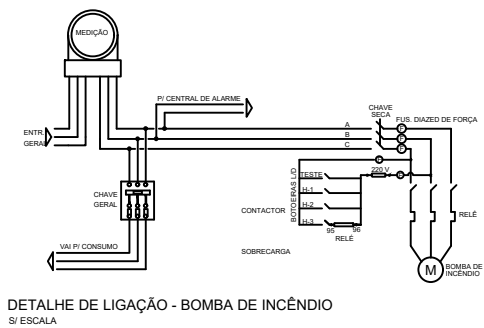 MEDIÇÃO
P/ CENTRAL DE ALARME
CHAVE
SECA
FUS. DIAZED DE FORÇA
A
B
C
F
F
F
ENTR.
GERAL
F
220 V
F
TESTE
H-1
H-2
H-3
BOTOEIRAS L/D
CHAVE
GERAL
CONTACTOR
95
96
RELÉ
RELÉ
SOBRECARGA
VAI P/ CONSUMO
M
BOMBA DE
INCÊNDIO
DETALHE DE LIGAÇÃO - BOMBA DE INCÊNDIO
S/ ESCALA